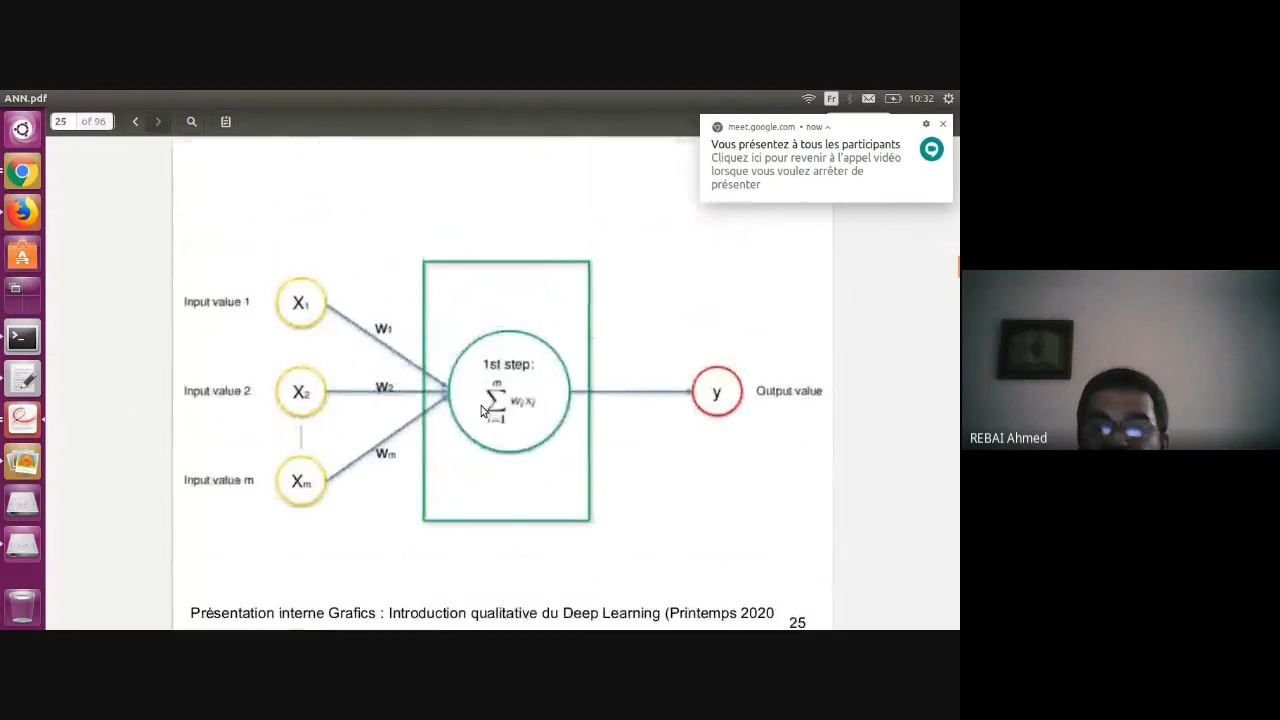 ANN.pdf
Fr
10:32
25 of 96
meet.google.com • now
Vous présentez à tous les participants
Cliquez ici pour revenir à l'appel vidéo
lorsque vous voulez arrêter de
présenter
Input value 1
X1
W1
1st step:
Input value 2
X2
W2
m
∑ wixi
i=1
y
Output value
Wm
Input value m
Xm
REBAI Ahmed
Présentation interne Grafics : Introduction qualitative du Deep Learning (Printemps 2020
25